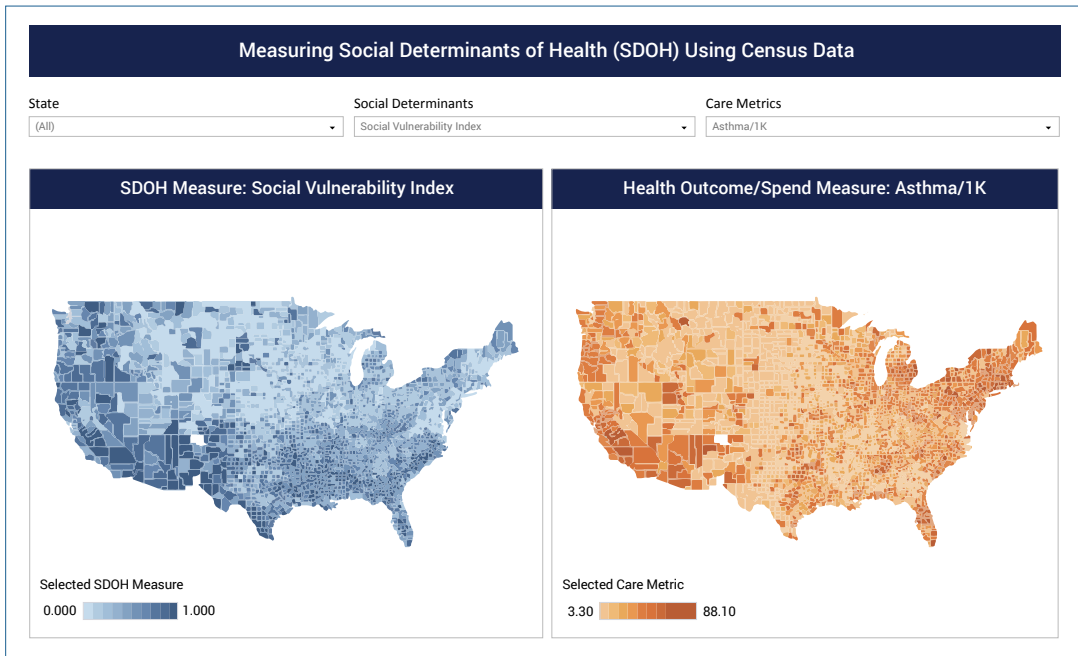 Measuring Social Determinants of Health (SDOH) Using Census Data
State
Social Determinants
Care Metrics
(All)
Social Vulnerability Index
Asthma/1K
SDOH Measure: Social Vulnerability Index
Health Outcome/Spend Measure: Asthma/1K
Selected SDOH Measure
0.000
1.000
Selected Care Metric
3.30
88.10